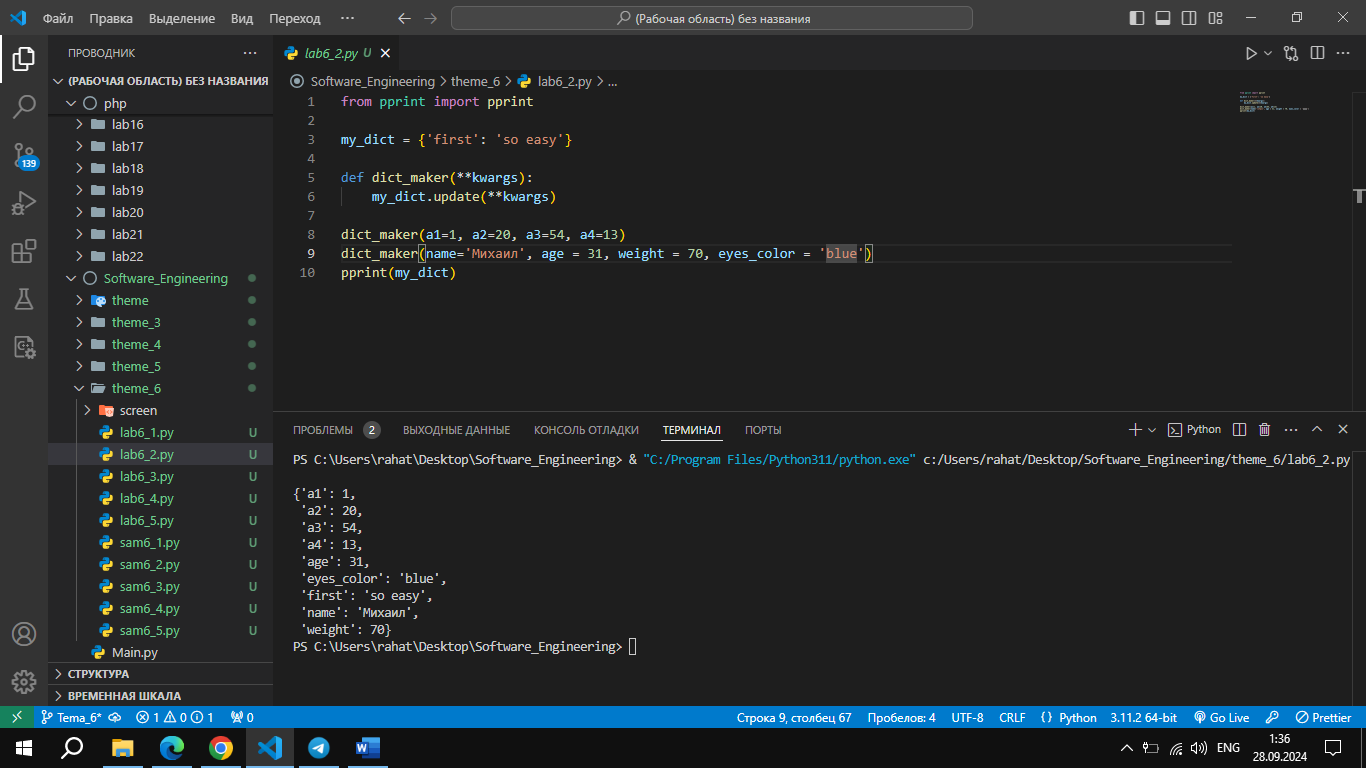 Файл Правка Выделение Вид Переход ··· (Рабочая область) без названия
ПРОВОДНИК ···
(РАБОЧАЯ ОБЛАСТЬ) БЕЗ НАЗВАНИЯ
php
lab16
lab17
lab18
lab19
lab20
lab21
lab22
Software_Engineering
theme
theme_3
theme_4
theme_5
theme_6
screen
lab6_1.py U
lab6_2.py U
lab6_3.py U
lab6_4.py U
lab6_5.py U
sam6_1.py U
sam6_2.py U
sam6_3.py U
sam6_4.py U
sam6_5.py U
Main.py
СТРУКТУРА
ВРЕМЕННАЯ ШКАЛА
139
lab6_2.py U
Software_Engineering > theme_6 > lab6_2.py > ...
1 from pprint import pprint
2
3 my_dict = {'first': 'so easy'}
4
5 def dict_maker(**kwargs):
6 my_dict.update(**kwargs)
7
8 dict_maker(a1=1, a2=20, a3=54, a4=13)
9 dict_maker(name='Михаил', age = 31, weight = 70, eyes_color = 'blue')
10 pprint(my_dict)
ПРОБЛЕМЫ 2 ВЫХОДНЫЕ ДАННЫЕ КОНСОЛЬ ОТЛАДКИ ТЕРМИНАЛ ПОРТЫ Python
PS C:\Users\rahat\Desktop\Software_Engineering> & "C:/Program Files/Python311/python.exe" c:/Users/rahat/Desktop/Software_Engineering/theme_6/lab6_2.py
{'a1': 1,
'a2': 20,
'a3': 54,
'a4': 13,
'age': 31,
'eyes_color': 'blue',
'first': 'so easy',
'name': 'Михаил',
'weight': 70}
PS C:\Users\rahat\Desktop\Software_Engineering>
Tema_6* 1 0 1 0 Строка 9, столбец 67 Пробелов: 4 UTF-8 CRLF {} Python 3.11.2 64-bit Go Live Prettier
ENG
1:36
28.09.2024